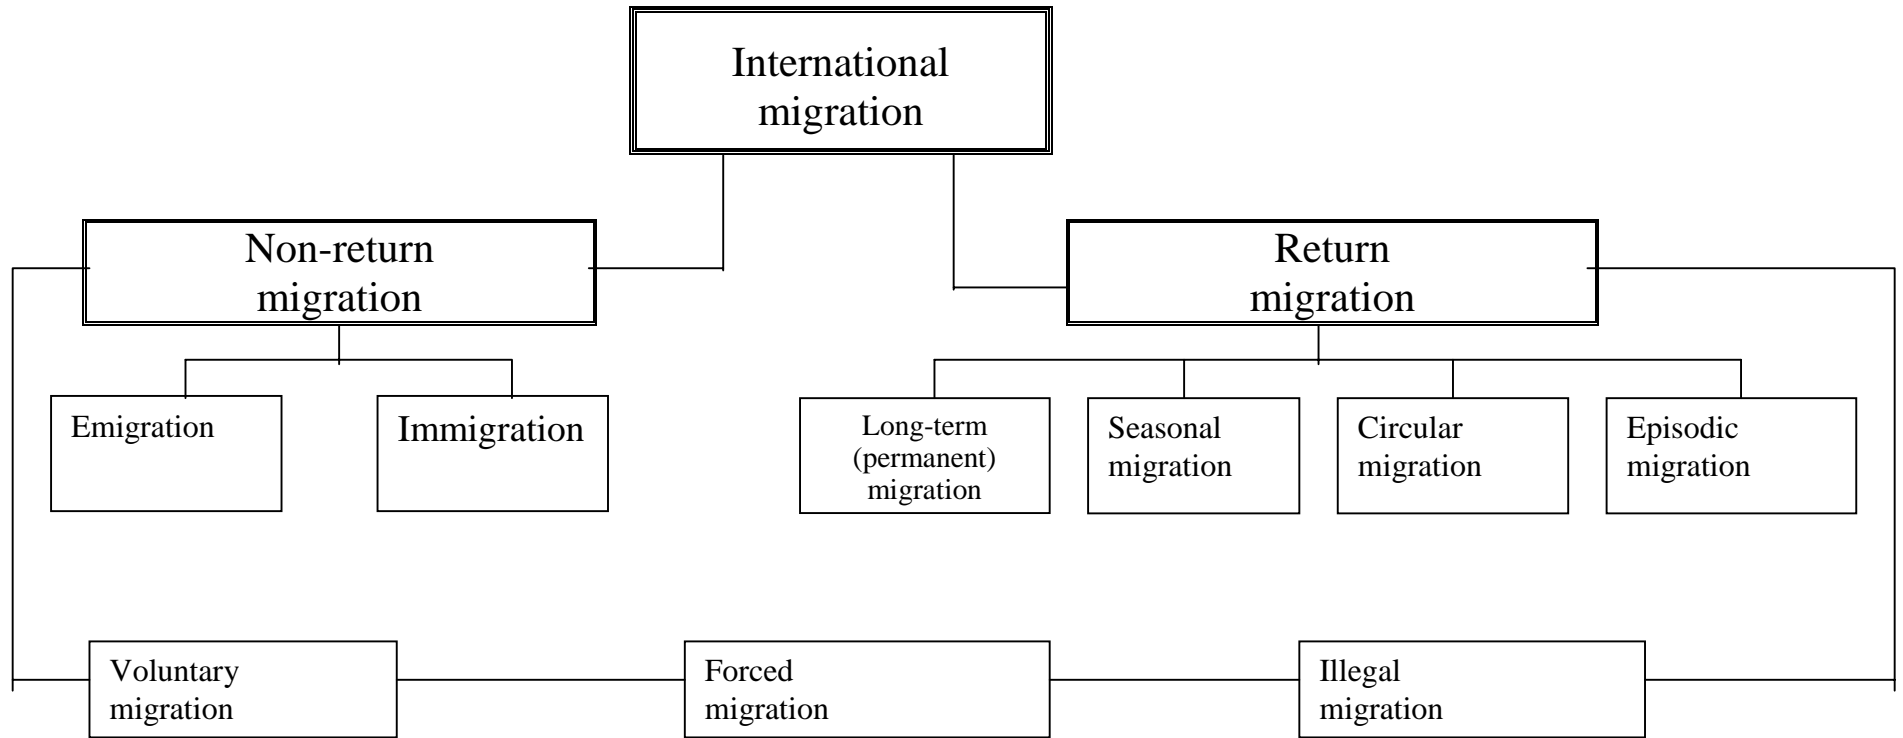 International
migration
Non-return
migration
Return
migration
Emigration
Immigration
Long-term
(permanent)
migration
Seasonal
migration
Circular
migration
Episodic
migration
Voluntary
migration
Forced
migration
Illegal
migration